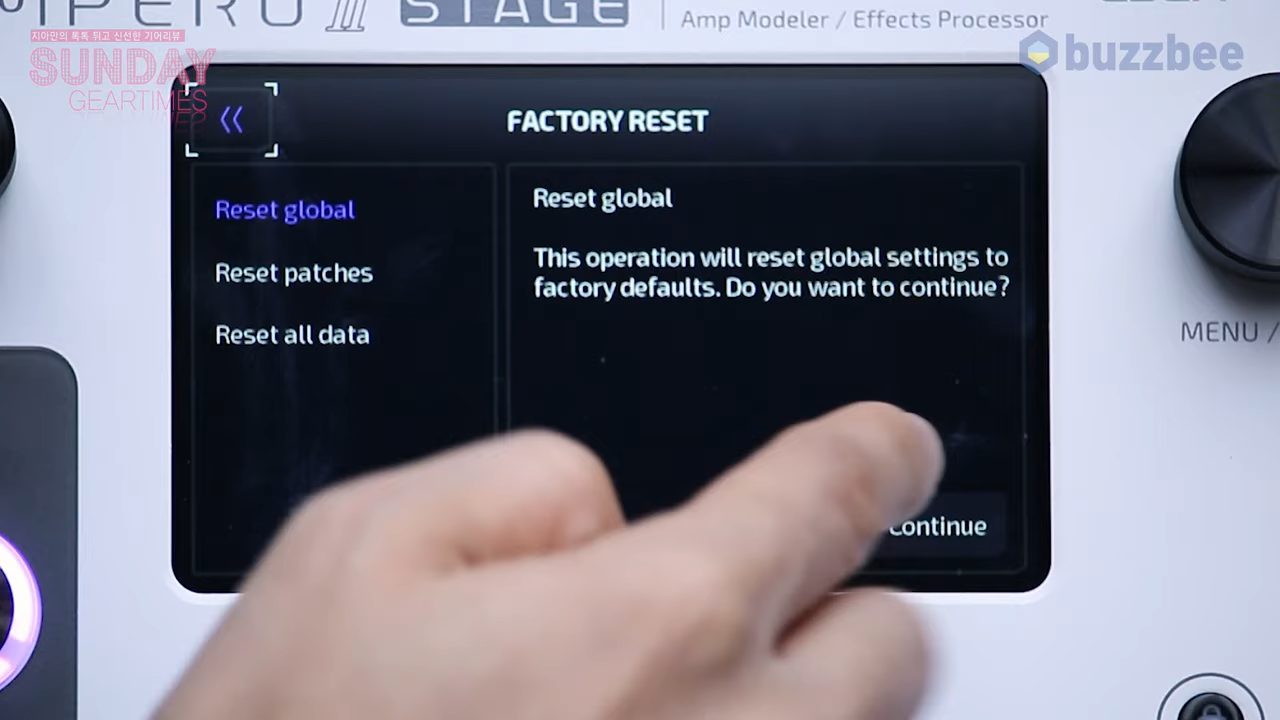 STAGE
Amp Modeler / Effects Processor
지아민의 톡톡 튀고 신선한 기어리뷰
SUNDAY
GEARTIMES
buzzbee
FACTORY RESET
Reset global
Reset patches
Reset all data
Reset global
This operation will reset global settings to
factory defaults. Do you want to continue?
Continue
MENU /